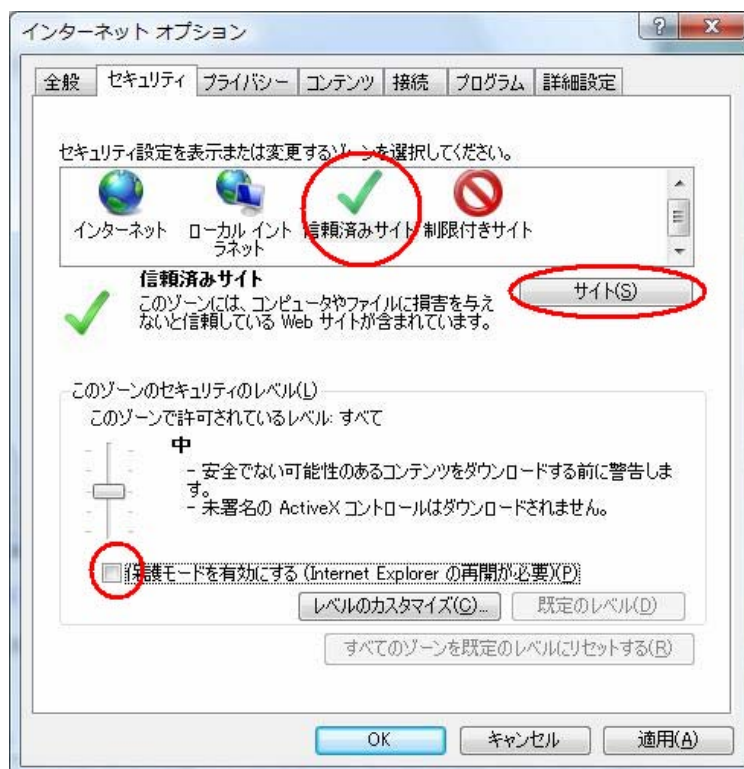 インターネット オプション
全般 セキュリティ プライバシー コンテンツ 接続 プログラム 詳細設定
セキュリティ設定を表示または変更するゾーンを選択してください。
インターネット ローカル イント 信頼済みサイト 制限付きサイト
ラネット
信頼済みサイト
サイト(S)
このゾーンには、コンピュータやファイルに損害を与え
ないと信頼している Web サイトが含まれています。
このゾーンのセキュリティのレベル(L)
このゾーンで許可されているレベル: すべて
中
- 安全でない可能性のあるコンテンツをダウンロードする前に警告しま
す。
- 未署名の ActiveX コントロールはダウンロードされません。
保護モードを有効にする (Internet Explorer の再開が必要)(P)
レベルのカスタマイズ(C)... 既定のレベル(D)
すべてのゾーンを既定のレベルにリセットする(R)
OK キャンセル 適用(A)